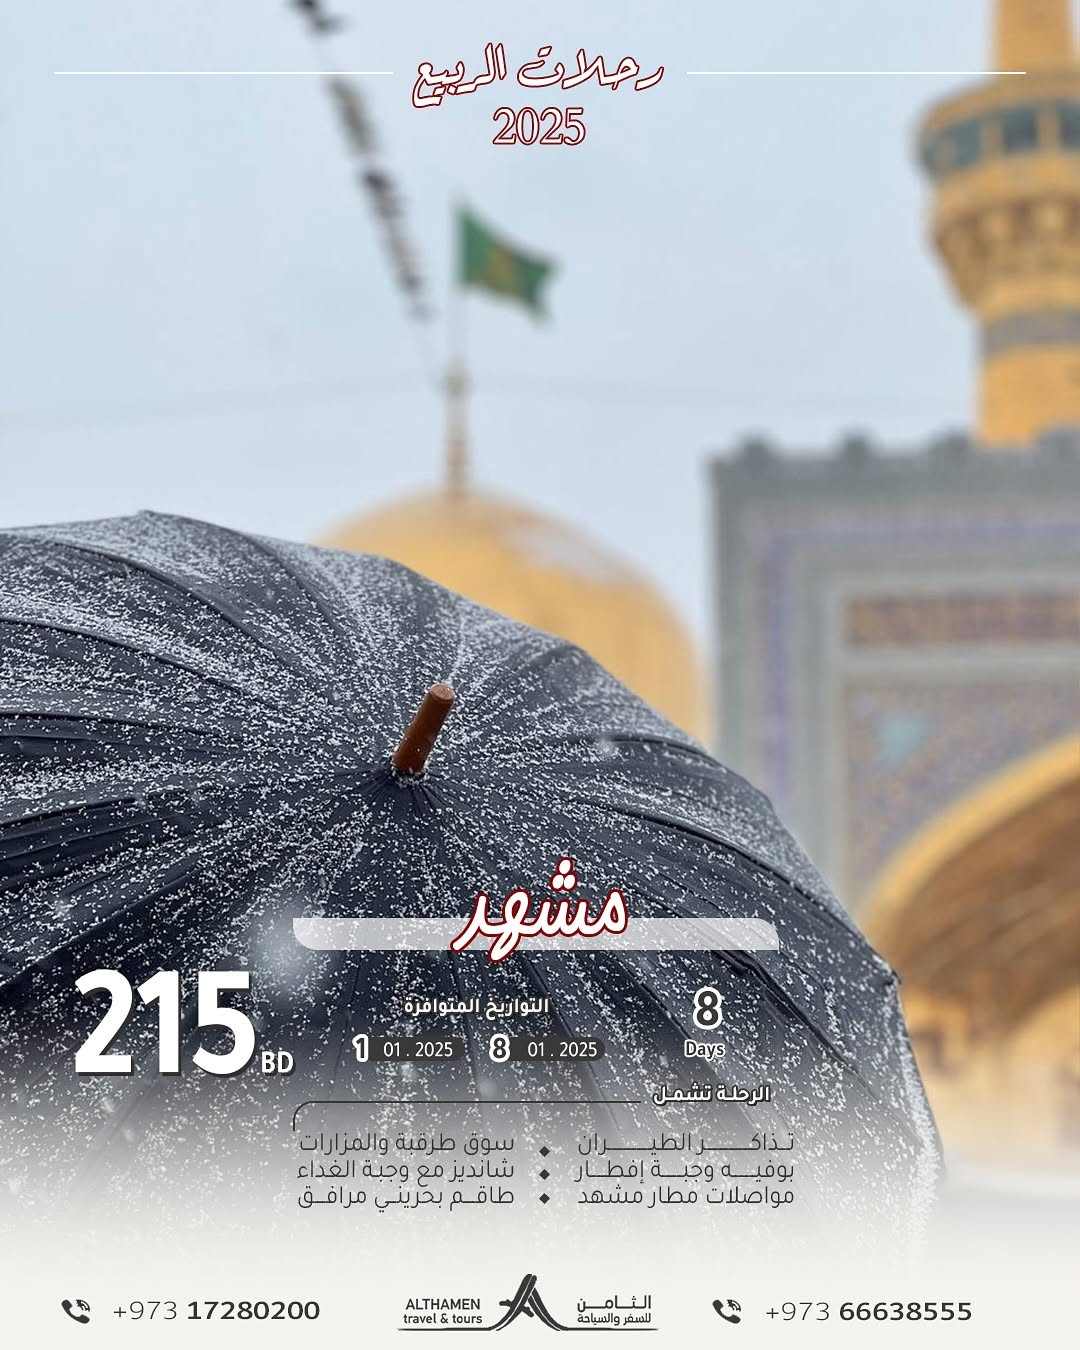 رحلات الربيع
2025
مشهد
215 BD
8
Days
التواريخ المتوافرة
1 01 . 2025
8 01 . 2025
الرحلة تشمل
تذاكر الطيران
بوفيه وجبة إفطار
مواصلات مطار مشهد
سوق طرقبة والمزارات
شانديز مع وجبة الغداء
طاقم بحريني مرافق
+973 17280200
ALTHAMEN
travel & tours
الثامن
للسفر والسياحة
+973 66638555